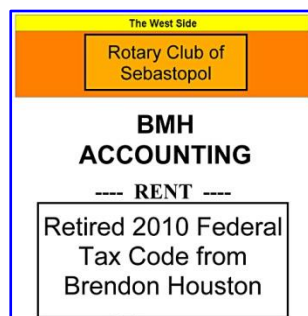 The West Side
Rotary Club of
Sebastopol
BMH
ACCOUNTING
---- RENT ----
Retired 2010 Federal
Tax Code from
Brendon Houston